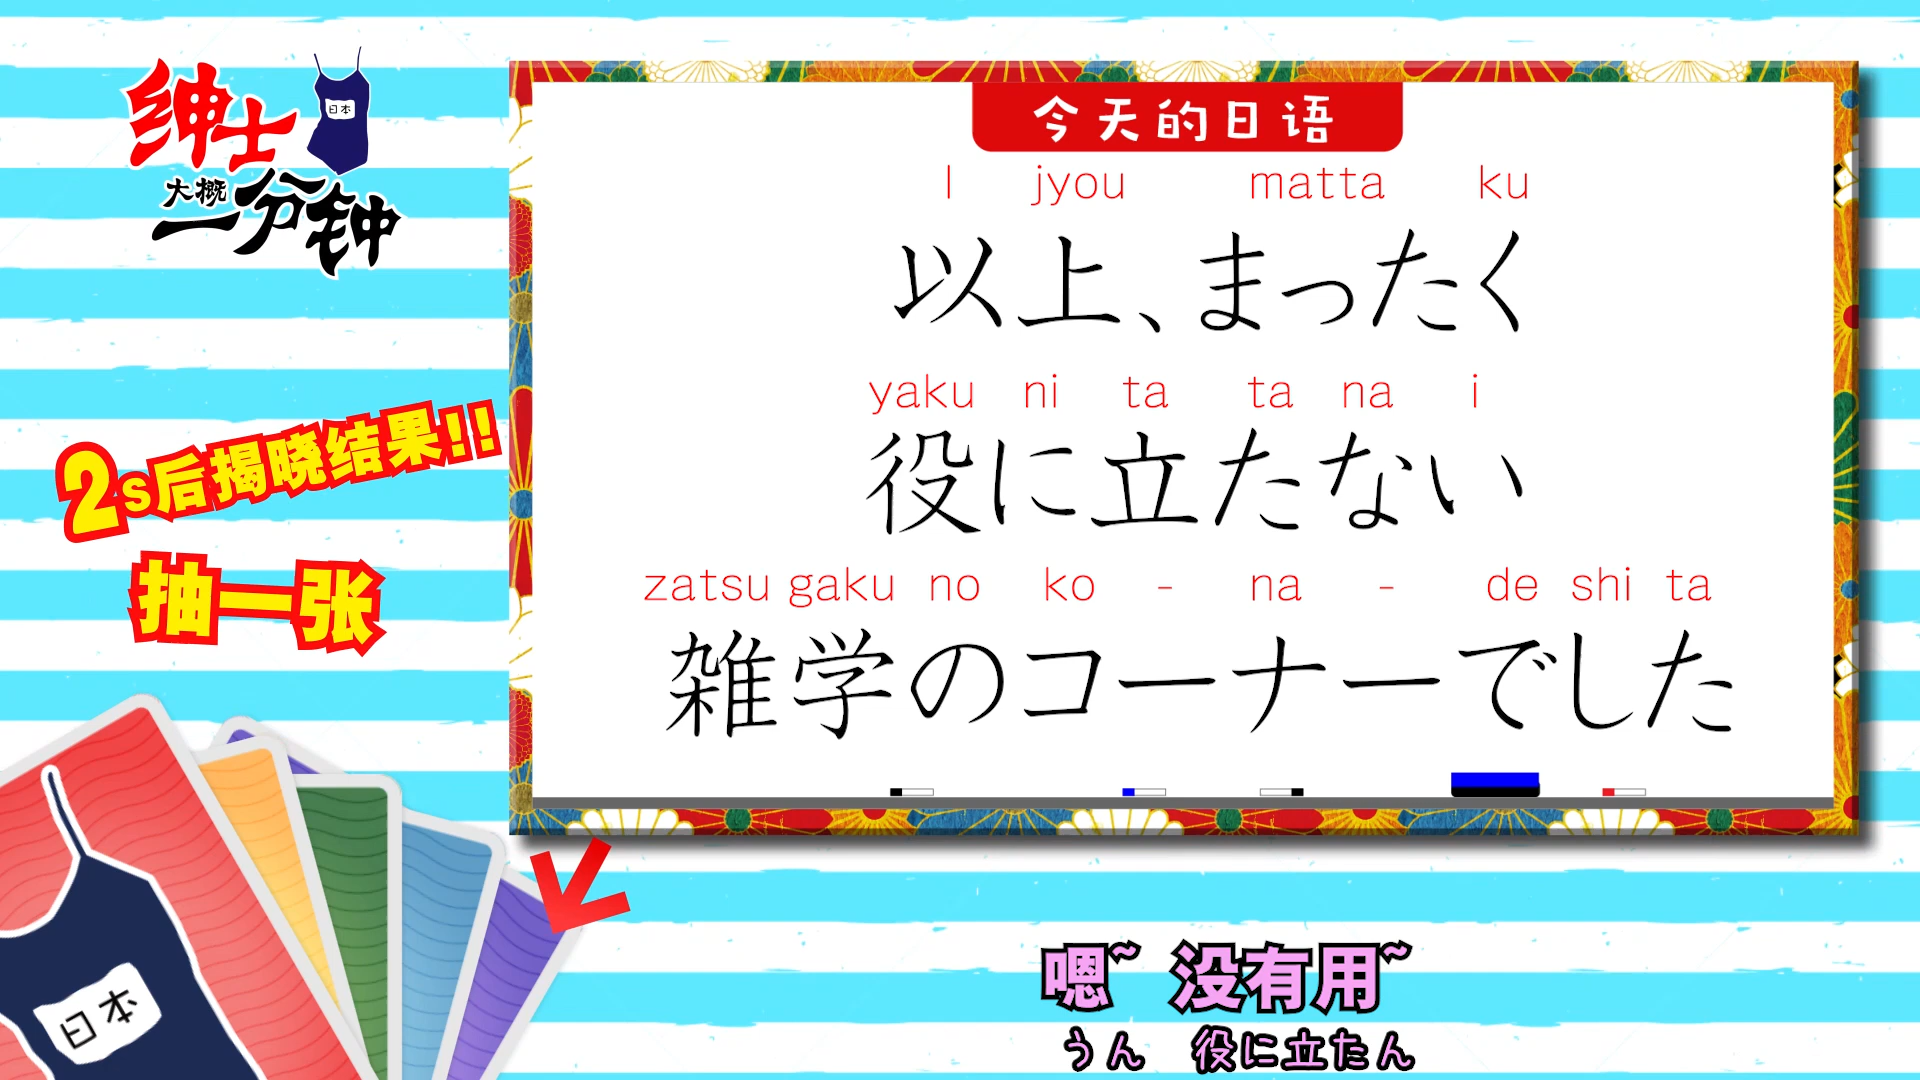 绅士
日本
大概
一分钟
今天的日语
I jyou matta ku
以上、まったく
yaku ni ta ta na i
役に立たない
zatsu gaku no ko - na - de shi ta
雑学のコーナーでした
2s后揭晓结果!!
抽一张
日本
嗯~ 没有用~
うん 役に立たん